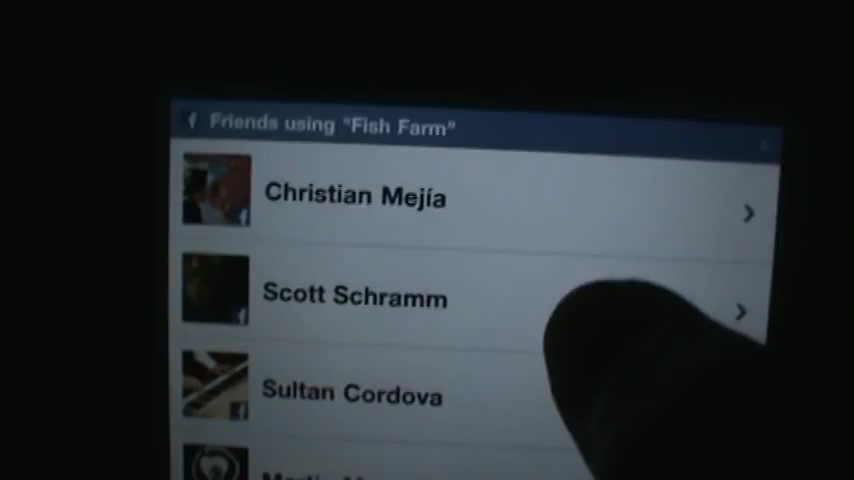 f Friends using "Fish Farm"
Christian Mejía
Scott Schramm
Sultan Cordova